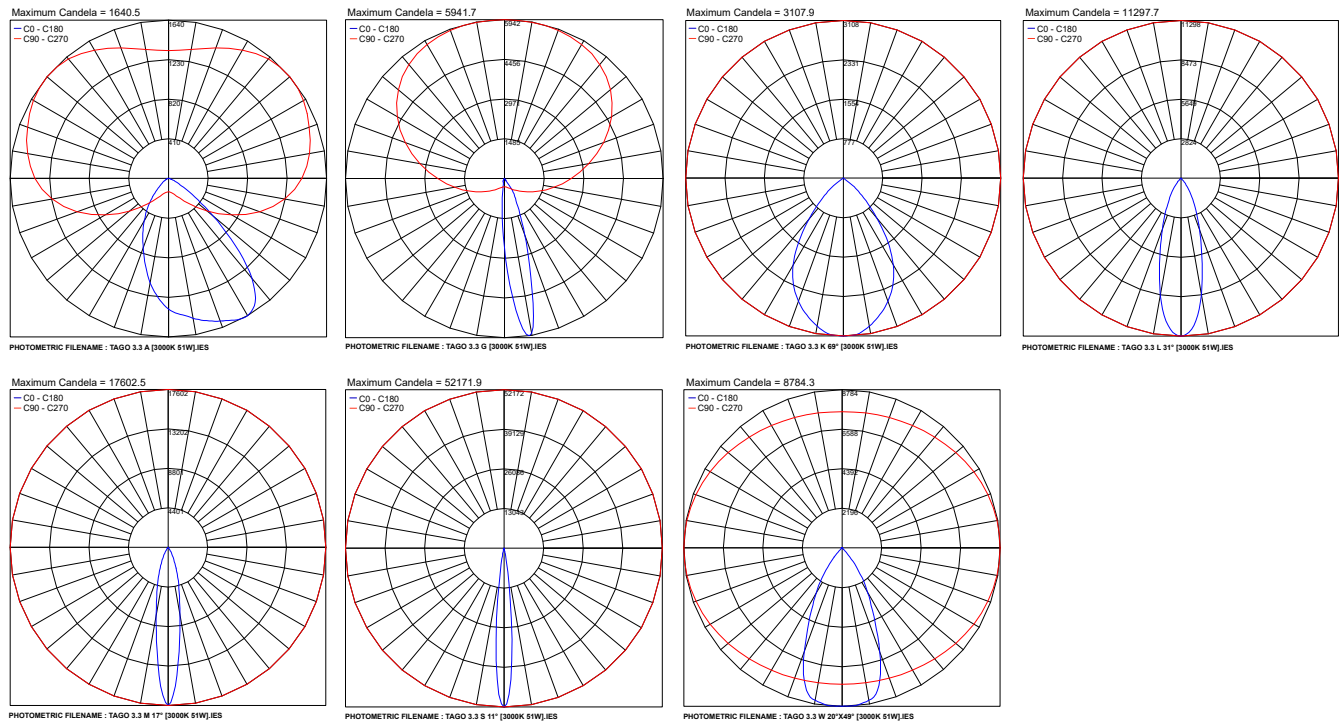 Maximum Candela = 1640.5
C0 - C180
C90 - C270
1640
1230
820
410
PHOTOMETRIC FILENAME : TAGO 3.3 A [3000K 51W].IES
Maximum Candela = 5941.7
C0 - C180
C90 - C270
5942
4456
2971
1485
PHOTOMETRIC FILENAME : TAGO 3.3 G [3000K 51W].IES
Maximum Candela = 3107.9
C0 - C180
C90 - C270
3108
2331
1554
777
PHOTOMETRIC FILENAME : TAGO 3.3 K 69° [3000K 51W].IES
Maximum Candela = 11297.7
C0 - C180
C90 - C270
11298
8473
5649
2824
PHOTOMETRIC FILENAME : TAGO 3.3 L 31° [3000K 51W].IES
Maximum Candela = 17602.5
C0 - C180
C90 - C270
17602
13202
8801
4401
PHOTOMETRIC FILENAME : TAGO 3.3 M 17° [3000K 51W].IES
Maximum Candela = 52171.9
C0 - C180
C90 - C270
52172
39129
26086
13043
PHOTOMETRIC FILENAME : TAGO 3.3 S 11° [3000K 51W].IES
Maximum Candela = 8784.3
C0 - C180
C90 - C270
8784
6588
4392
2196
PHOTOMETRIC FILENAME : TAGO 3.3 W 20°X49° [3000K 51W].IES